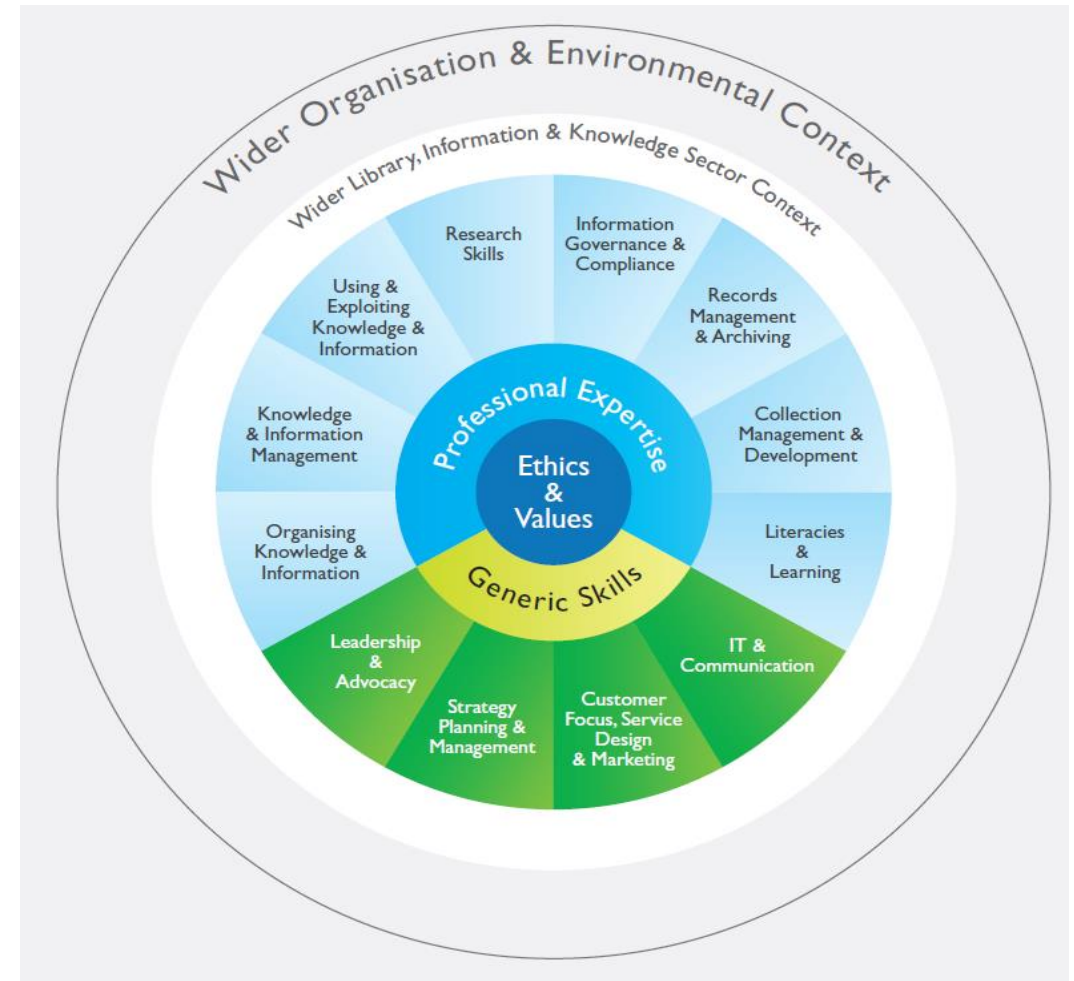 Wider Organisation & Environmental Context
Wider Library, Information & Knowledge Sector Context
Research
Skills
Information
Governance &
Compliance
Using &
Exploiting
Knowledge &
Information
Records
Management
& Archiving
Knowledge
& Information
Management
Collection
Management &
Development
Organising
Knowledge &
Information
Literacies
&
Learning
Professional Expertise
Ethics
&
Values
Generic Skills
Leadership
&
Advocacy
Strategy
Planning &
Management
Customer
Focus, Service
Design
& Marketing
IT &
Communication